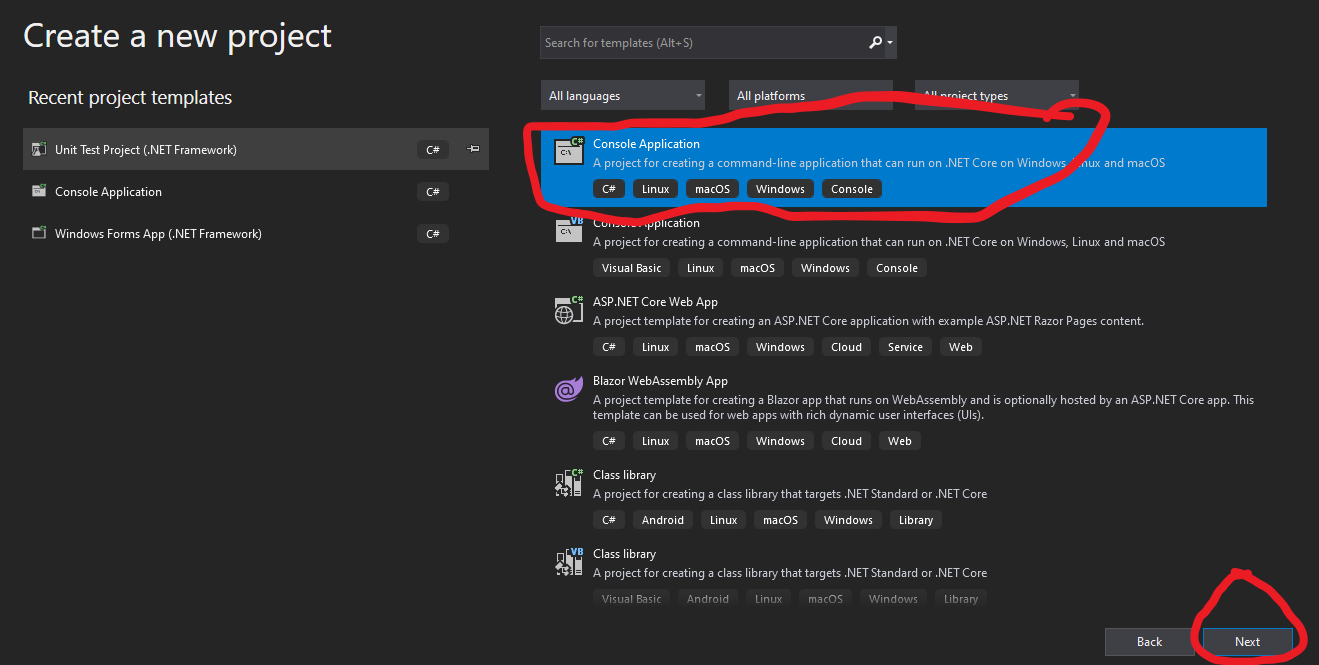 Create a new project
Search for templates (Alt+S)
Recent project templates
All languages
All platforms
All project types
Unit Test Project (.NET Framework)
C#
Console Application
C#
Windows Forms App (.NET Framework)
C#
C#
C:\
Console Application
A project for creating a command-line application that can run on .NET Core on Windows, Linux and macOS
C# Linux macOS Windows Console
VB
C:\
Console Application
A project for creating a command-line application that can run on .NET Core on Windows, Linux and macOS
Visual Basic Linux macOS Windows Console
C#
ASP.NET Core Web App
A project template for creating an ASP.NET Core application with example ASP.NET Razor Pages content.
C# Linux macOS Windows Cloud Service Web
Blazor WebAssembly App
A project template for creating a Blazor app that runs on WebAssembly and is optionally hosted by an ASP.NET Core app. This
template can be used for web apps with rich dynamic user interfaces (UIs).
C# Linux macOS Windows Cloud Web
C#
Class library
A project for creating a class library that targets .NET Standard or .NET Core
C# Android Linux macOS Windows Library
VB
Class library
A project for creating a class library that targets .NET Standard or .NET Core
Visual Basic Android Linux macOS Windows Library
Back
Next